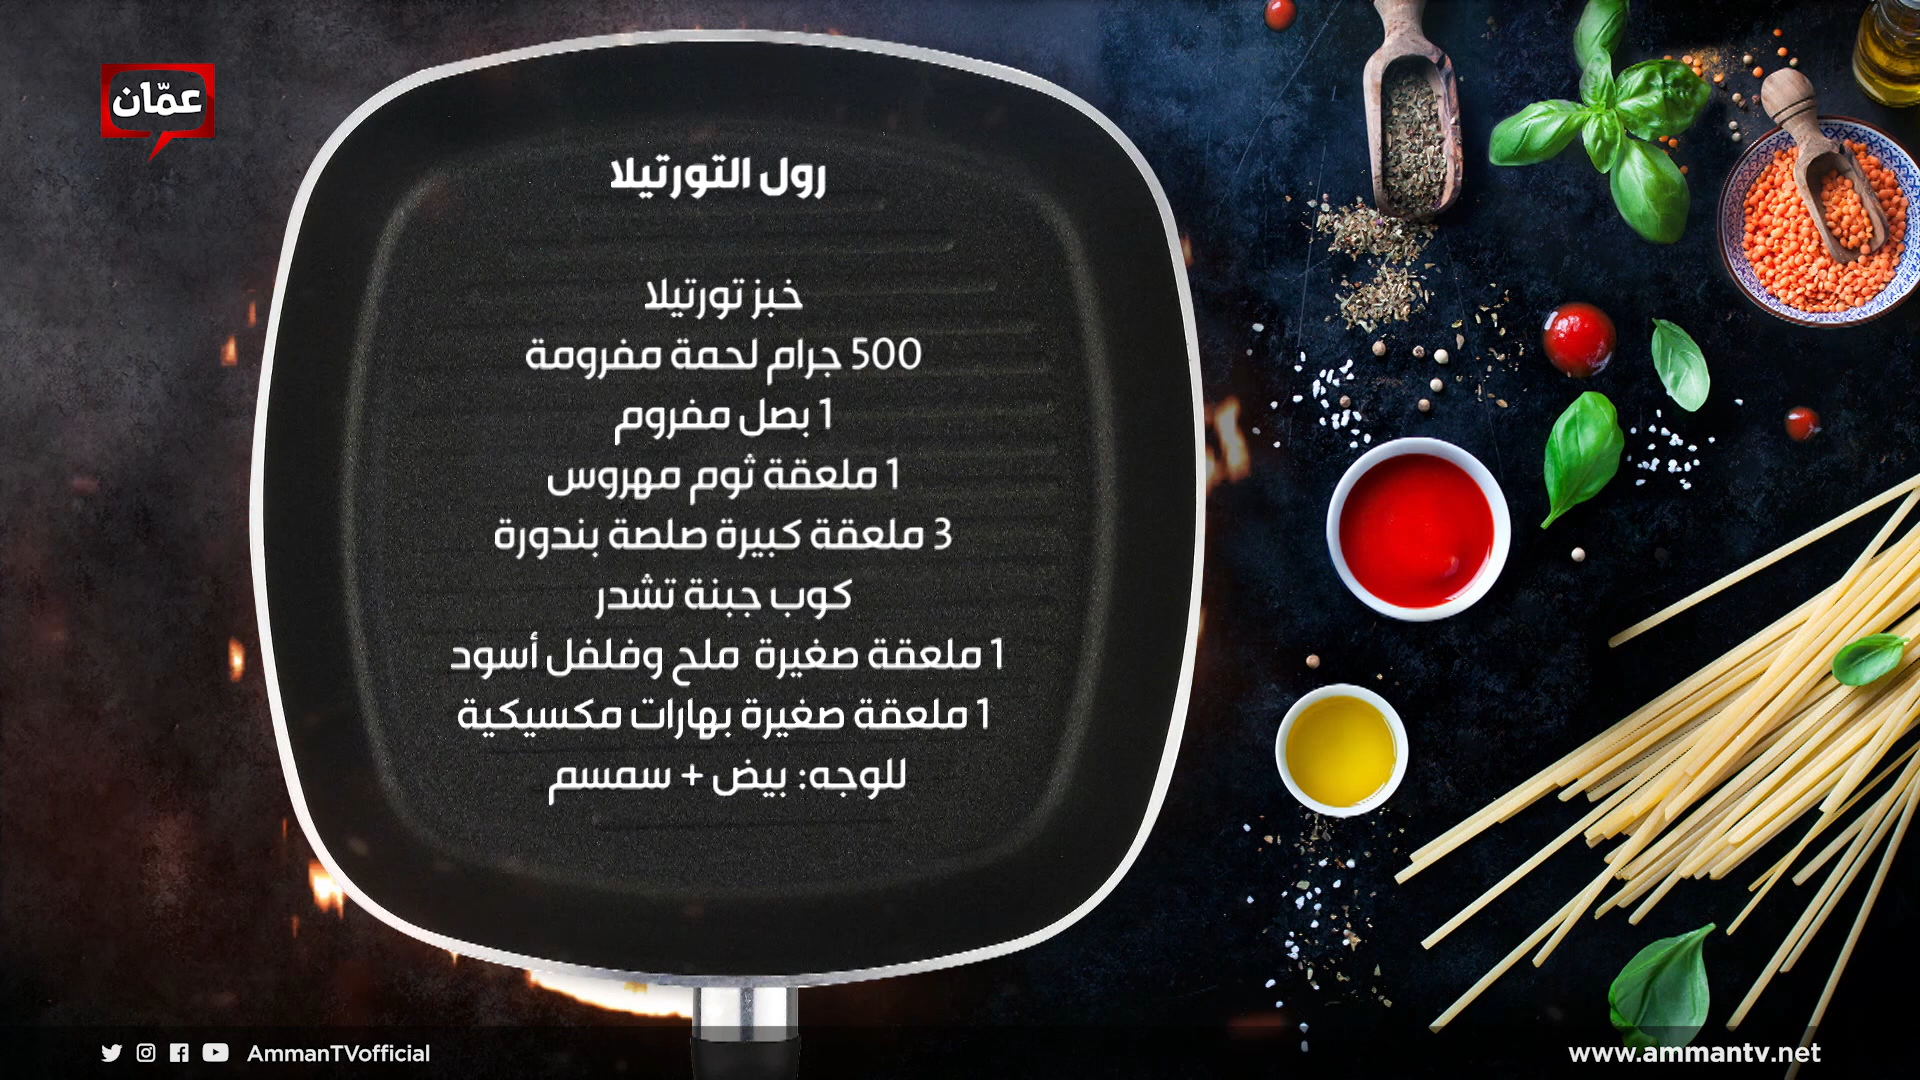 عمّان
رول التورتيلا
خبز تورتيلا
500 جرام لحمة مفرومة
1 بصل مفروم
1 ملعقة ثوم مهروس
3 ملعقة كبيرة صلصة بندورة
كوب جبنة تشدر
1 ملعقة صغيرة ملح وفلفل أسود
1 ملعقة صغيرة بهارات مكسيكية
للوجه: بيض + سمسم
AmmanTVofficial
www.ammantv.net